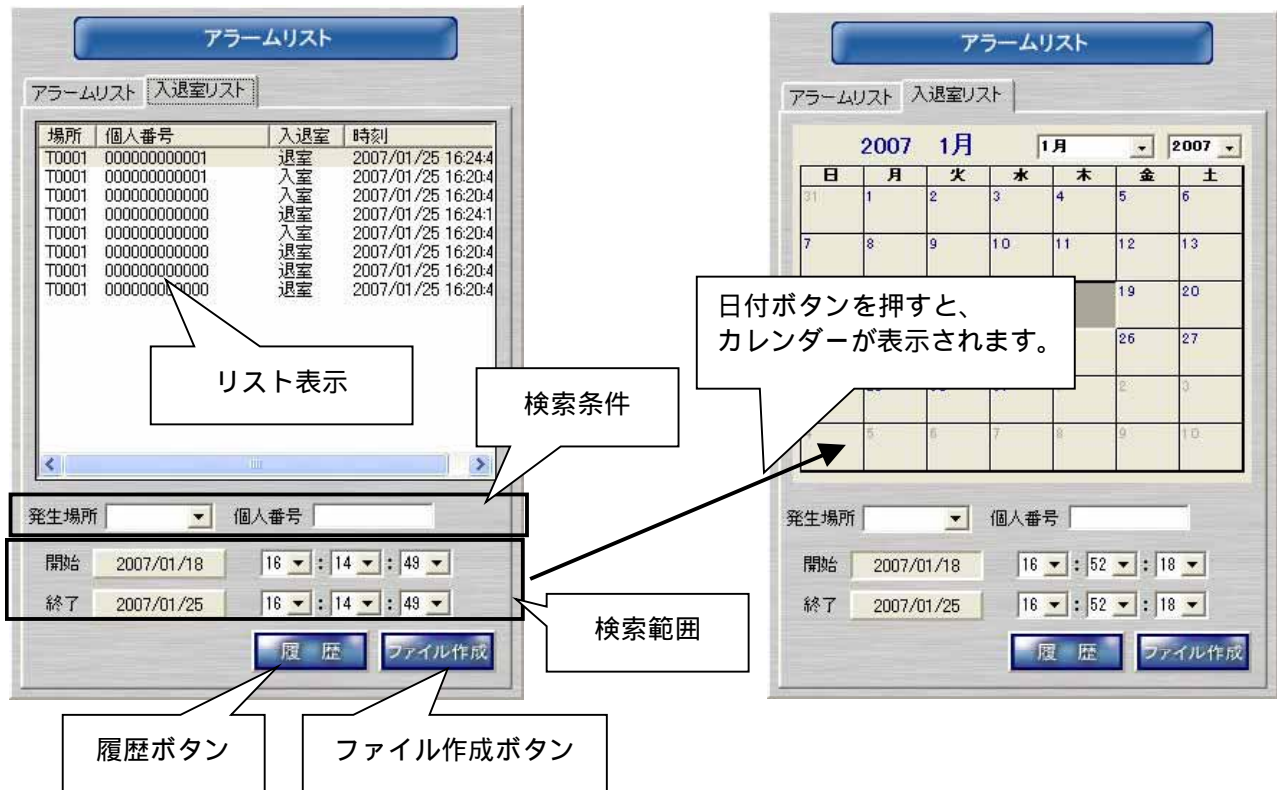 アラームリスト
アラームリスト 入退室リスト
場所 個人番号 入退室 時刻
T0001 000000000001 退室 2007/01/25 16:24:4
T0001 000000000001 入室 2007/01/25 16:20:4
T0001 000000000000 入室 2007/01/25 16:20:4
T0001 000000000000 退室 2007/01/25 16:24:1
T0001 000000000000 入室 2007/01/25 16:20:4
T0001 000000000000 退室 2007/01/25 16:20:4
T0001 000000000000 退室 2007/01/25 16:20:4
T0001 000000000000 退室 2007/01/25 16:20:4
リスト表示
検索条件
発生場所 個人番号
開始 2007/01/18 16 : 14 : 49
終了 2007/01/25 16 : 14 : 49
検索範囲
履 歴 ファイル作成
履歴ボタン
ファイル作成ボタン
アラームリスト
アラームリスト 入退室リスト
2007 1月 1月 2007
日 月 火 水 木 金 土
31 1 2 3 4 5 6
7 8 9 10 11 12 13
19 20
26 27
2 3
5 6 7 8 9 10
日付ボタンを押すと、
カレンダーが表示されます。
発生場所 個人番号
開始 2007/01/18 16 : 52 : 18
終了 2007/01/25 16 : 52 : 18
履 歴 ファイル作成